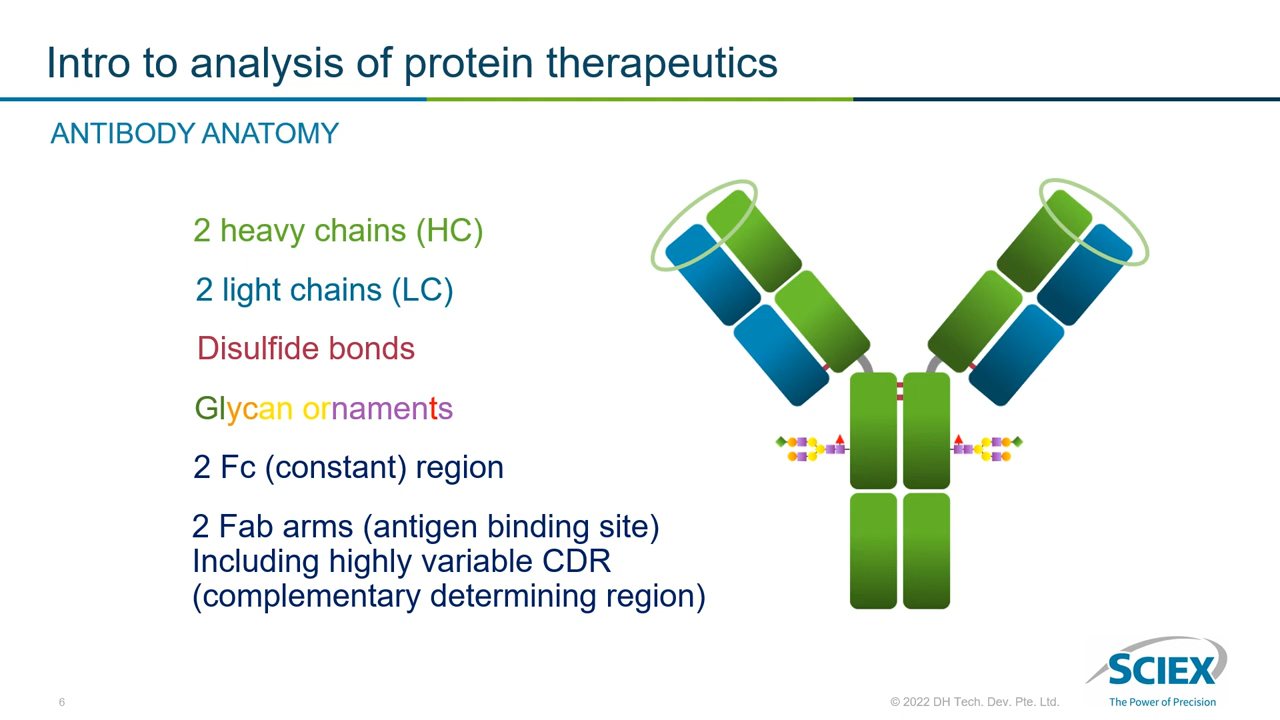 Intro to analysis of protein therapeutics
ANTIBODY ANATOMY
2 heavy chains (HC)
2 light chains (LC)
Disulfide bonds
Glycan ornaments
2 Fc (constant) region
2 Fab arms (antigen binding site)
Including highly variable CDR
(complementary determining region)
6
© 2022 DH Tech. Dev. Pte. Ltd.
SCIEX
The Power of Precision